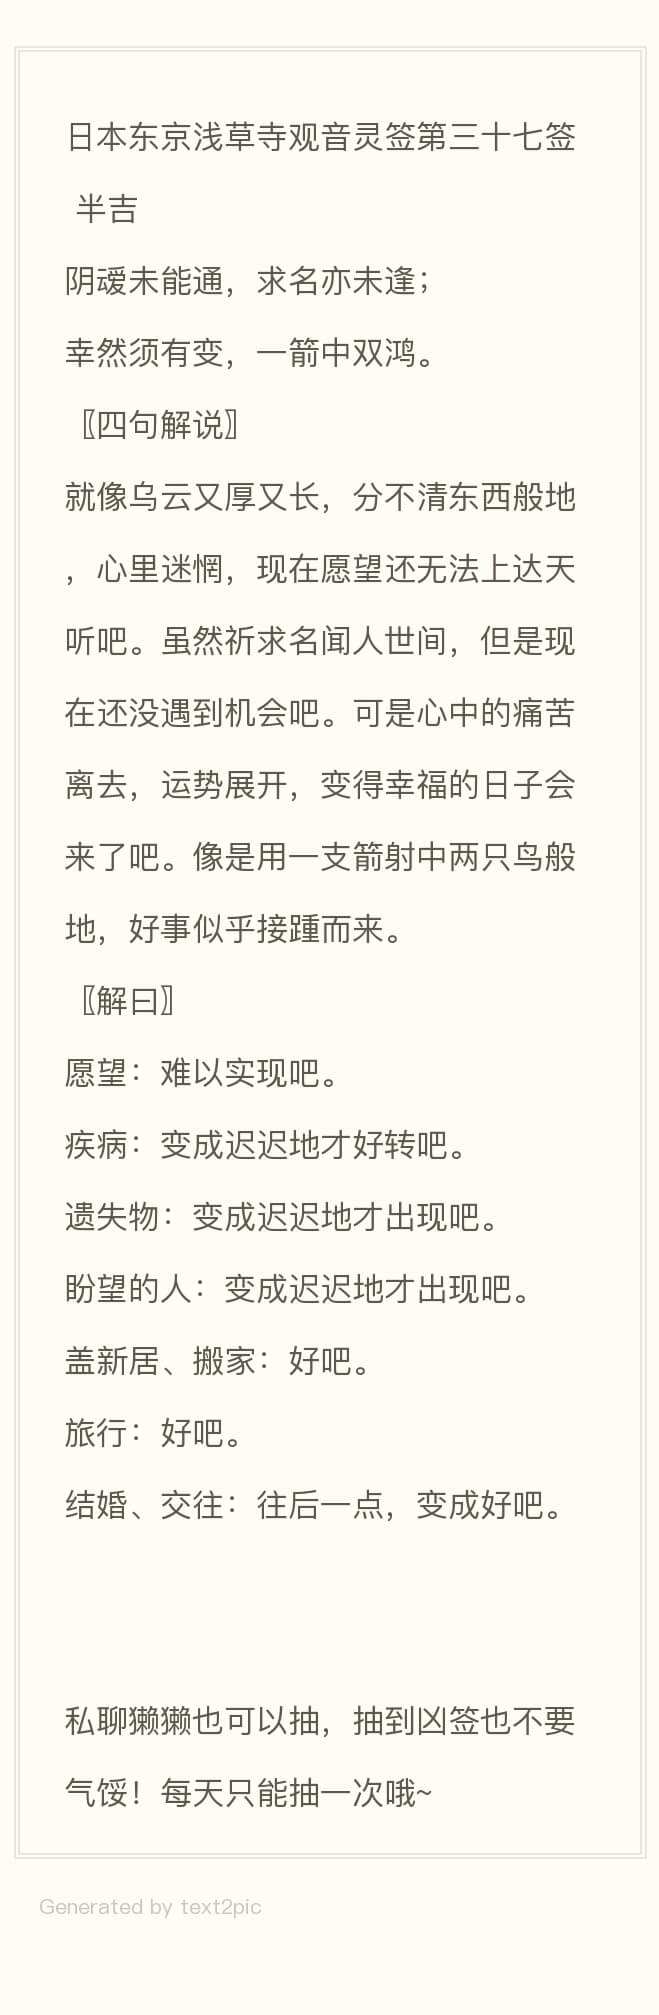 日本东京浅草寺观音灵签第三十七签
半吉
阴叆未能通，求名亦未逢；
幸然须有变，一箭中双鸿。
〖四句解说〗
就像乌云又厚又长，分不清东西般地
，心里迷惘，现在愿望还无法上达天
听吧。虽然祈求名闻人世间，但是现
在还没遇到机会吧。可是心中的痛苦
离去，运势展开，变得幸福的日子会
来了吧。像是用一支箭射中两只鸟般
地，好事似乎接踵而来。
〖解曰〗
愿望：难以实现吧。
疾病：变成迟迟地才好转吧。
遗失物：变成迟迟地才出现吧。
盼望的人：变成迟迟地才出现吧。
盖新居、搬家：好吧。
旅行：好吧。
结婚、交往：往后一点，变成好吧。
私聊獭獭也可以抽，抽到凶签也不要
气馁！每天只能抽一次哦~
Generated by text2pic